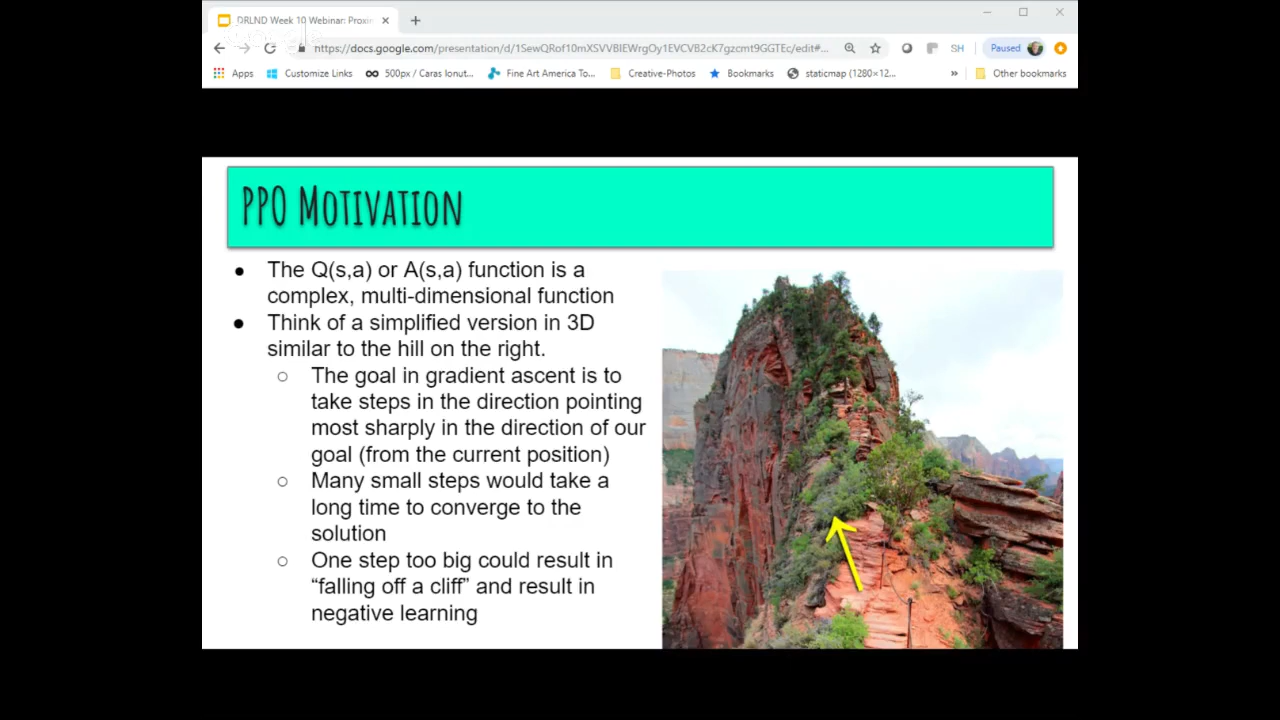 DRLND Week 10 Webinar: Proxim
Google
https://docs.google.com/presentation/d/1SewQRof10mXSVVBIEWrgOy1EVCVB2cK7gzcmt9GGTEc/edit#...
SH
Paused
Apps
Customize Links
500px / Caras Ionut...
Fine Art America To...
Creative-Photos
Bookmarks
staticmap (1280×12...
»
Other bookmarks
PPO Motivation
● The Q(s,a) or A(s,a) function is a
complex, multi-dimensional function
● Think of a simplified version in 3D
similar to the hill on the right.
○ The goal in gradient ascent is to
take steps in the direction pointing
most sharply in the direction of our
goal (from the current position)
○ Many small steps would take a
long time to converge to the
solution
○ One step too big could result in
“falling off a cliff” and result in
negative learning